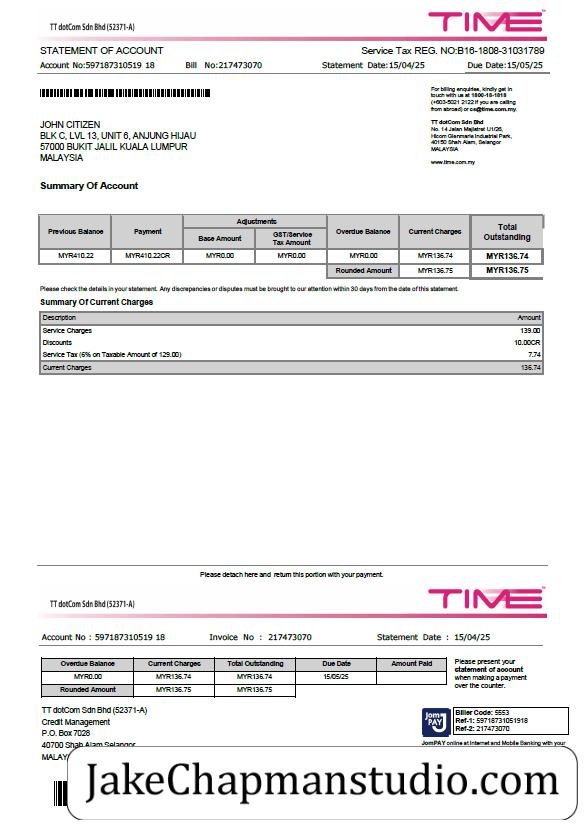 TT dotCom Sdn Bhd (52371-A)
TIME
STATEMENT OF ACCOUNT
Service Tax REG. NO:B16-1808-31031789
Account No:597187310519 18 Bill No:217473070 Statement Date:15/04/25 Due Date:15/05/25
For billing enquiries, kindly get in
touch with us at 1800-18-1818
(+603-5021 2122 if you are calling
from abroad) or cs@time.com.my.
TT dotCom Sdn Bhd
No. 14 Jalan Majistret U1/26,
Hicom Glenmarie Industrial Park,
40150 Shah Alam, Selangor
MALAYSIA
www.time.com.my
JOHN CITIZEN
BLK C, LVL 13, UNIT 6, ANJUNG HIJAU
57000 BUKIT JALIL KUALA LUMPUR
MALAYSIA
Summary Of Account
Previous Balance Payment Adjustments Overdue Balance Current Charges Total Outstanding
Base Amount GST/Service Tax Amount
MYR410.22 MYR410.22CR MYR0.00 MYR0.00 MYR0.00 MYR136.74 MYR136.74
Rounded Amount MYR136.75 MYR136.75
Please check the details in your statement. Any discrepancies or disputes must be brought to our attention within 30 days from the date of this statement.
Summary Of Current Charges
Description Amount
Service Charges 139.00
Discounts 10.00CR
Service Tax (6% on Taxable Amount of 129.00) 7.74
Current Charges 136.74
Please detach here and return this portion with your payment.
TT dotCom Sdn Bhd (52371-A)
TIME
Account No : 597187310519 18 Invoice No : 217473070 Statement Date : 15/04/25
Overdue Balance Current Charges Total Outstanding Due Date Amount Paid
MYR0.00 MYR136.74 MYR136.74 15/05/25
Rounded Amount MYR136.75 MYR136.75
Please present your
statement of account
when making a payment
over the counter.
TT dotCom Sdn Bhd (52371-A)
Credit Management
P.O. Box 7028
40700 Shah Alam Selangor
MALAY
Jom PAY
Biller Code: 5553
Ref-1: 59718731051918
Ref-2: 217473070
JomPAY online at Internet and Mobile Banking with your
JakeChapmanstudio.com